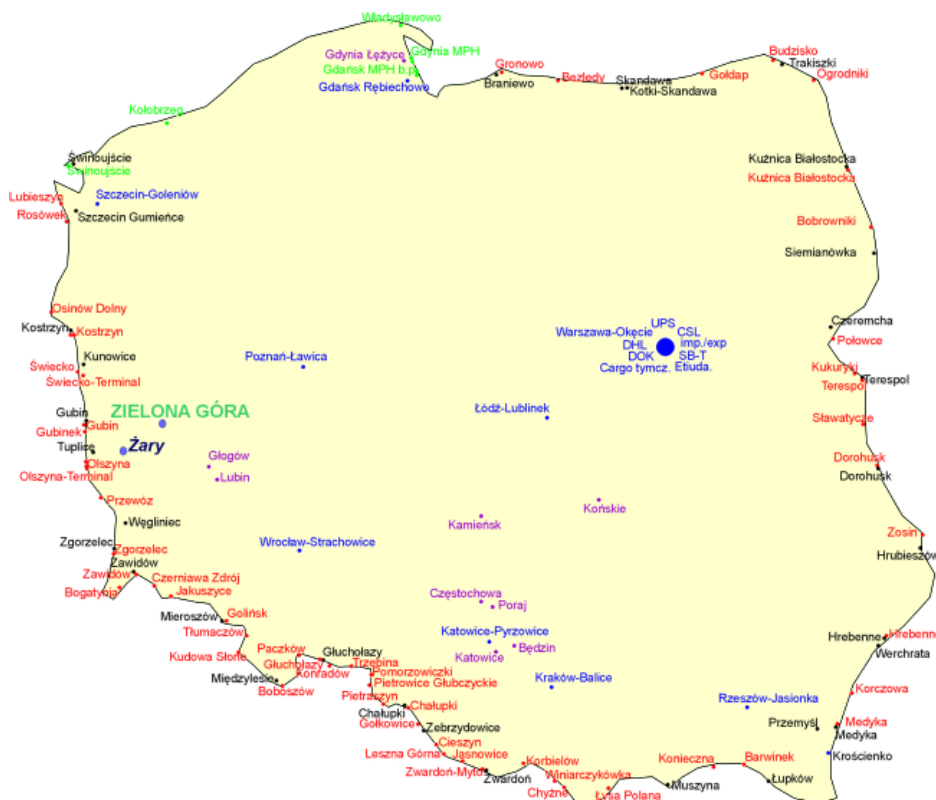 Władysławowo
Gdynia Łężyce
Gdynia MPH
Gdańsk MPH b.pl
Gdańsk Rębiechowo
Gronowo
Braniewo
Bezledy
Skandawa
Kotki-Skandawa
Gołdap
Budzisko
Trakiszki
Ogrodniki
Kołobrzeg
Świnoujście
Świnoujście
Kuźnica Białostocka
Kuźnica Białostocka
Lubieszyn
Szczecin-Goleniów
Rosówek
Szczecin Gumieńce
Bobrowniki
Siemianówka
Osinów Dolny
Kostrzyn
Kostrzyn
Czeremcha
Połowce
UPS
Warszawa-Okęcie
CSL
DHL
imp./exp
DOK
SB-T
Cargo tymcz.
Etiuda.
Kunowice
Poznań-Ławica
Świecko
Świecko-Terminal
Kukuryki
Terespol
Terespol
ZIELONA GÓRA
Gubin
Gubin
Gubinek
Łódź-Lublinek
Sławatycze
Żary
Tuplice
Olszyna
Olszyna-Terminal
Głogów
Lubin
Dorohusk
Dorohusk
Przewóz
Końskie
Węgliniec
Kamieńsk
Zosin
Zgorzelec
Zgorzelec
Wrocław-Strachowice
Hrubieszów
Zawidów
Zawidów
Bogatynia
Czerniawa Zdrój
Jakuszyce
Częstochowa
Poraj
Mieroszów
Golińsk
Tłumaczów
Katowice-Pyrzowice
Będzin
Katowice
Hrebenne
Hrebenne
Werchrata
Kudowa Słone
Paczków
Głuchołazy
Głuchołazy
Konradów
Trzebina
Pomorzowiczki
Pietrowice Głubczyckie
Międzylesie
Boboszów
Pietraszyn
Kraków-Balice
Rzeszów-Jasionka
Korczowa
Chałupki
Chałupki
Gołkowice
Zebrzydowice
Przemyśl
Medyka
Medyka
Cieszyn
Leszna Górna
Jasnowice
Zwardoń-Myto
Zwardoń
Korbielów
Winiarczykówka
Chyżne
Łysa Polana
Konieczna
Muszyna
Barwinek
Łupków
Krościenko